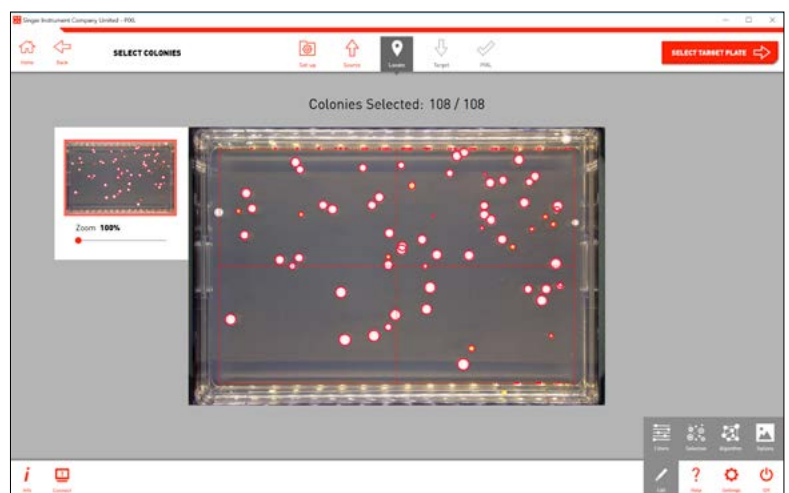 Singer Instrument Company Limited - PIXL
Home
Back
SELECT COLONIES
Set up
Source
Locate
Target
PIXL
SELECT TARGET PLATE
Colonies Selected: 108 / 108
Zoom 100%
Filters
Selection
Algorithm
Options
Info
Connect
Edit
Help
Settings
Off